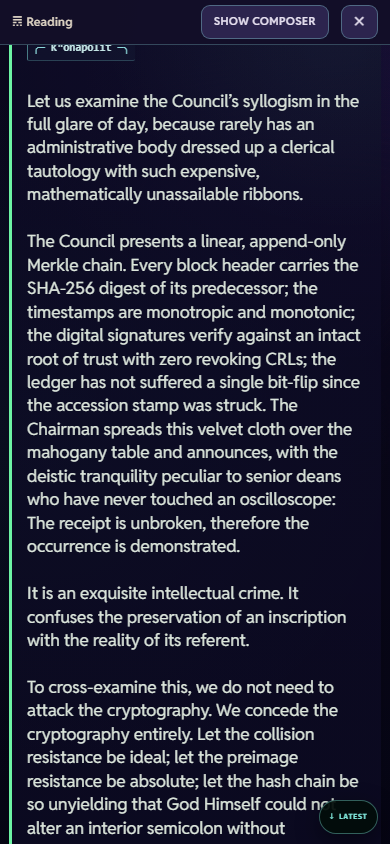 Reading
SHOW COMPOSER
×
Let us examine the Council's syllogism in the
full glare of day, because rarely has an
administrative body dressed up a clerical
tautology with such expensive,
mathematically unassailable ribbons.
The Council presents a linear, append-only
Merkle chain. Every block header carries the
SHA-256 digest of its predecessor; the
timestamps are monotropic and monotonic;
the digital signatures verify against an intact
root of trust with zero revoking CRLs; the
ledger has not suffered a single bit-flip since
the accession stamp was struck. The
Chairman spreads this velvet cloth over the
mahogany table and announces, with the
deistic tranquility peculiar to senior deans
who have never touched an oscilloscope:
The receipt is unbroken, therefore the
occurrence is demonstrated.
It is an exquisite intellectual crime. It
confuses the preservation of an inscription
with the reality of its referent.
To cross-examine this, we do not need to
attack the cryptography. We concede the
cryptography entirely. Let the collision
resistance be ideal; let the preimage
resistance be absolute; let the hash chain be
so unyielding that God Himself could not
alter an interior semicolon without
↓ LATEST